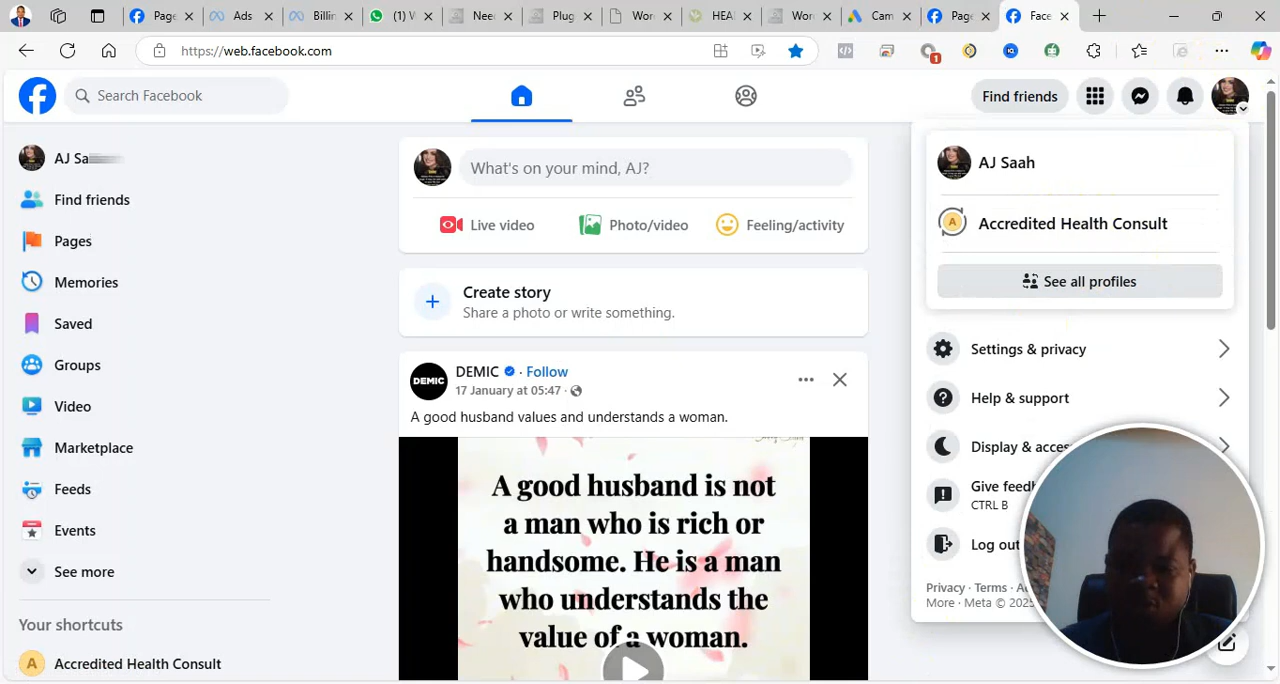 Page
Ads
Billin
(1) W
Nee
Plug
Wor
HEA
Wor
Cam
Page
Face
https://web.facebook.com
1
Search Facebook
Find friends
AJ Sa
Find friends
Pages
Memories
Saved
Groups
Video
Marketplace
Feeds
Events
See more
Your shortcuts
A Accredited Health Consult
What's on your mind, AJ?
Live video
Photo/video
Feeling/activity
Create story
Share a photo or write something.
DEMIC
DEMIC · Follow
17 January at 05:47 ·
A good husband values and understands a woman.
A good husband is not
a man who is rich or
handsome. He is a man
who understands the
value of a woman.
AJ Saah
A Accredited Health Consult
See all profiles
Settings & privacy
Help & support
Display & acces
Give feedb
CTRL B
Log out
Privacy · Terms · A
More · Meta © 2025